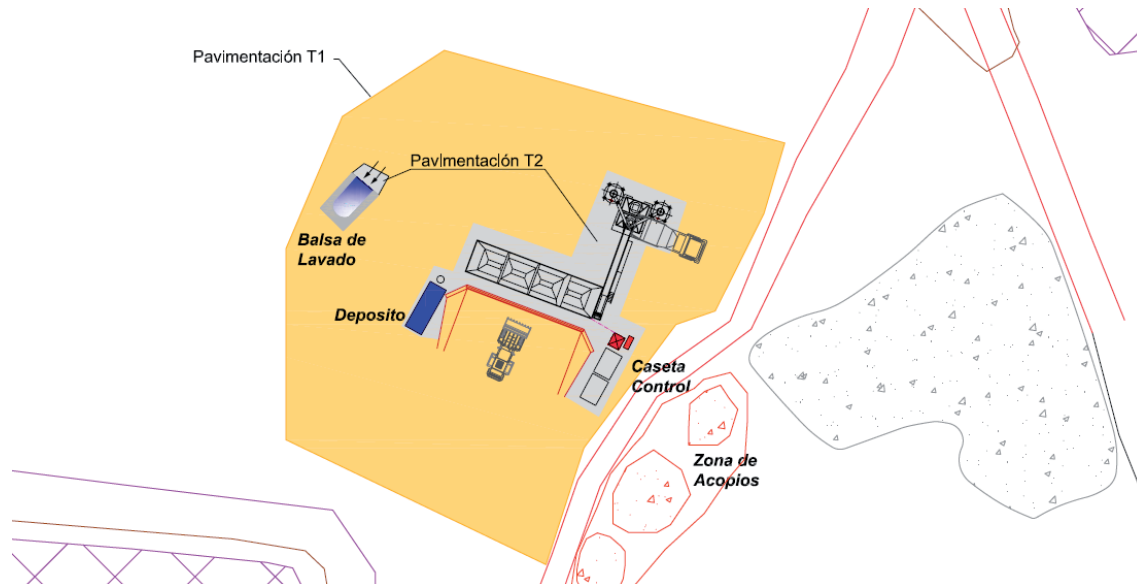 Pavimentación T1
Pavimentación T2
Balsa de
Lavado
Deposito
Caseta
Control
Zona de
Acopios